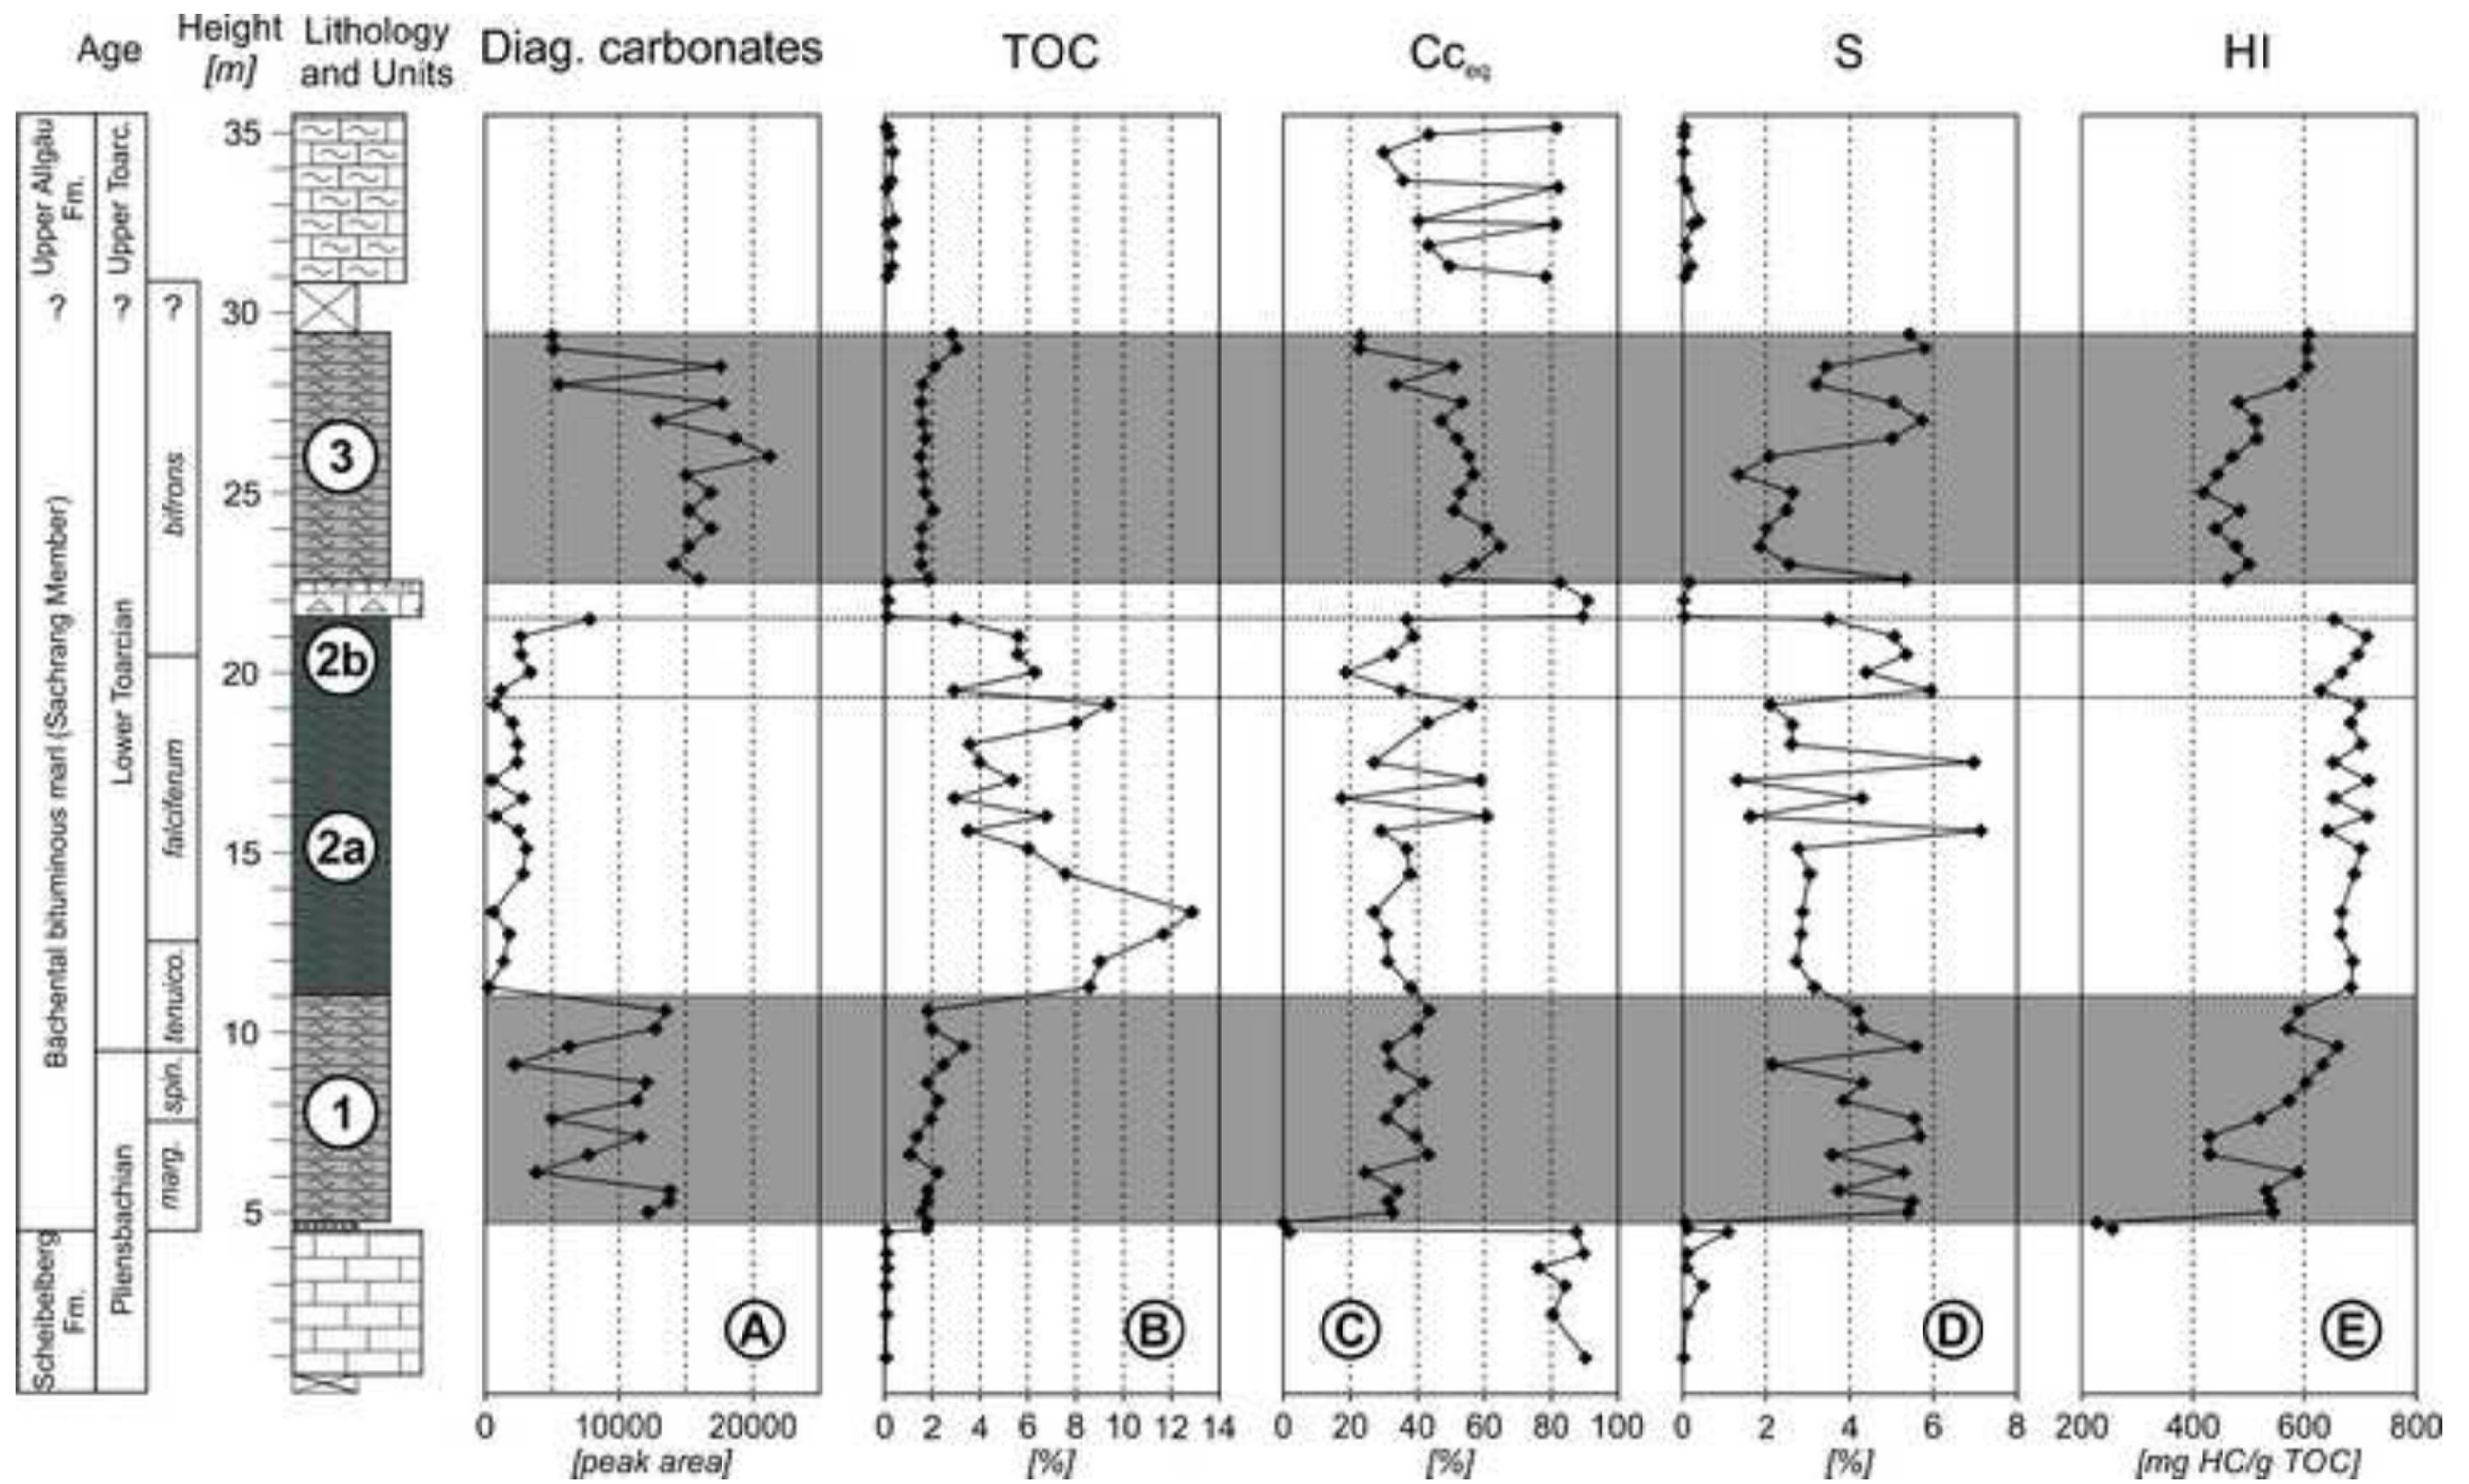 Age
Height
[m]
Lithology
and Units
Diag. carbonates
TOC
Cc eq
S
HI
Upper Allgäu
Fm.
?
Bächental bituminous marl (Sachrang Member)
Scheibelberg
Fm.
Upper Toarc.
?
Lower Toarcian
Pliensbachian
?
bifrons
falciferum
tenuico.
spin.
marg.
35
30
25
20
15
10
5
3
2b
2a
1
A
B
C
D
E
0 10000 20000
[peak area]
0 2 4 6 8 10 12 14
[%]
0 20 40 60 80 100
[%]
0 2 4 6 8
[%]
200 400 600 800
[mg HC/g TOC]